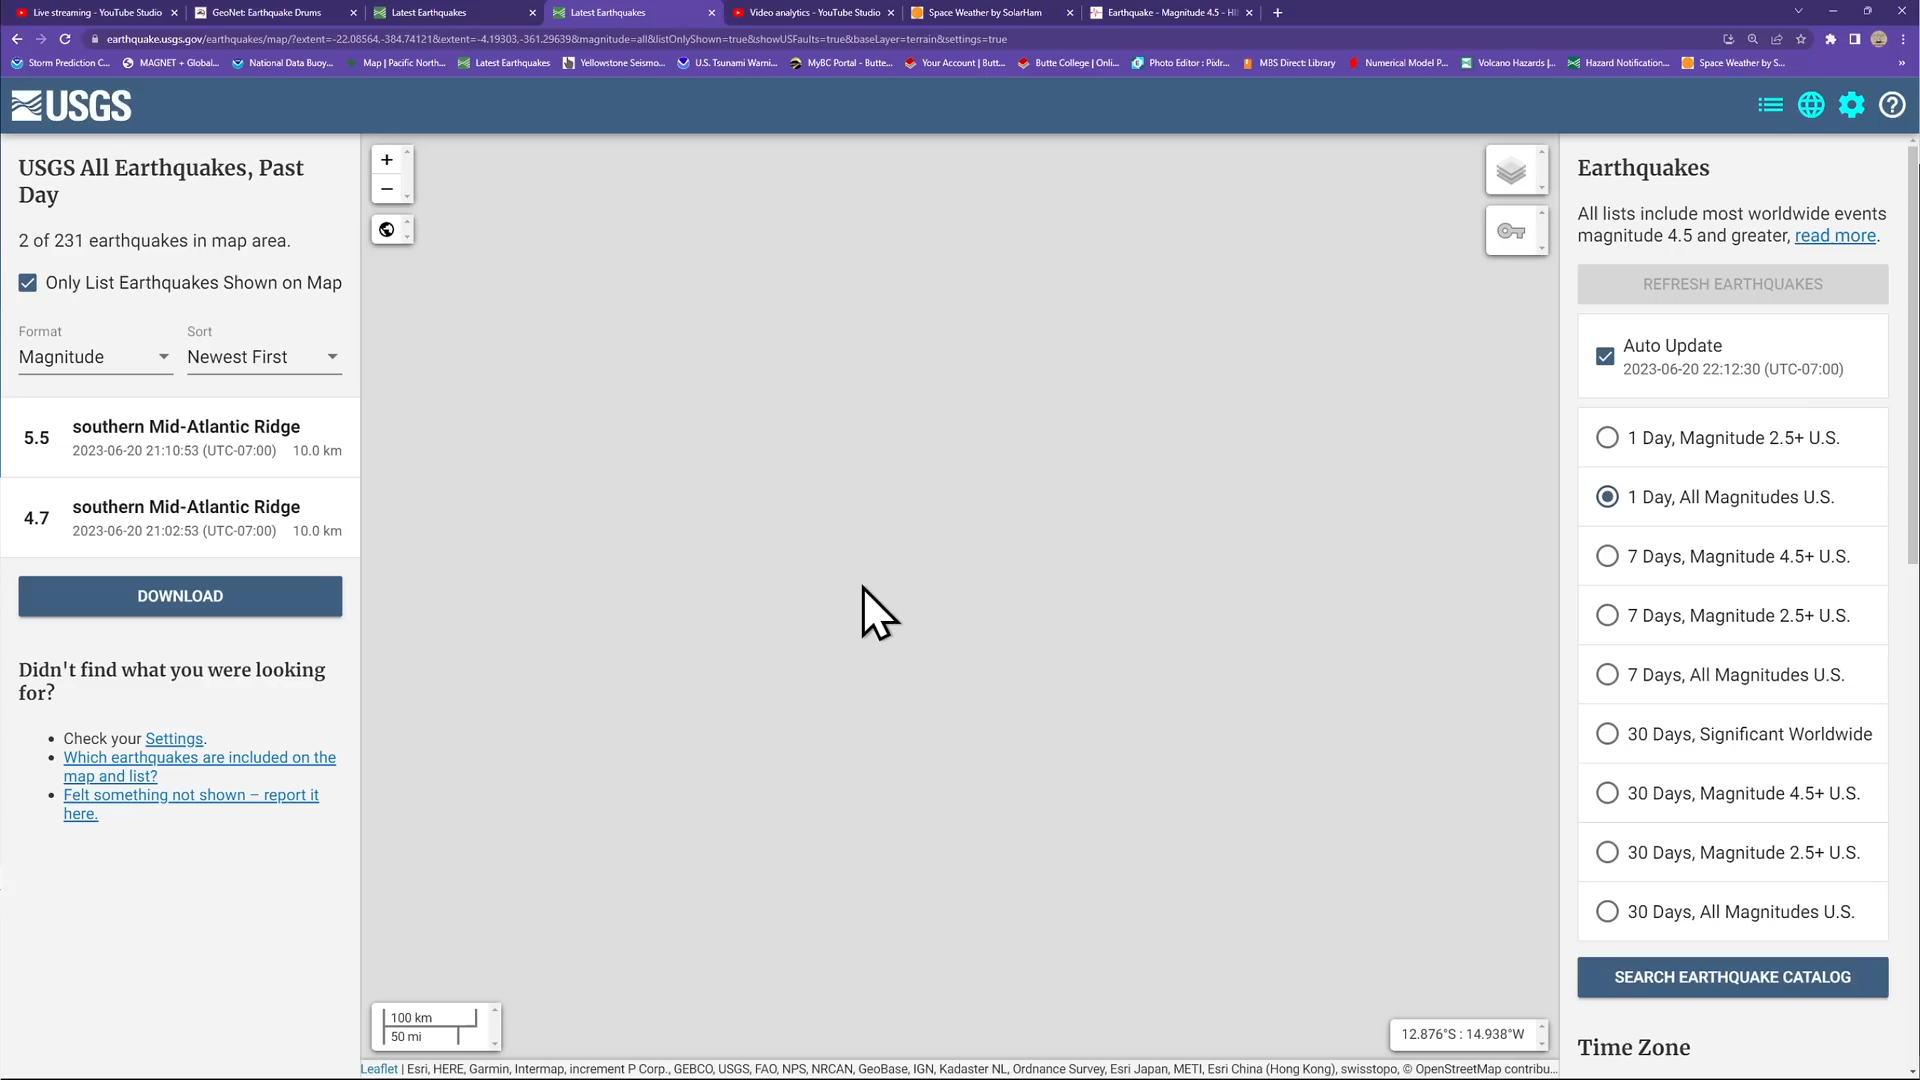 Live streaming - YouTube Studio
GeoNet: Earthquake Drums
Latest Earthquakes
Latest Earthquakes
Video analytics - YouTube Studio
Space Weather by SolarHam
Earthquake - Magnitude 4.5 - HI
earthquake.usgs.gov/earthquakes/map/?extent=-22.08564,-384.74121&extent=-4.19303,-361.29639&magnitude=all&listOnlyShown=true&showUSFaults=true&baseLayer=terrain&settings=true
Storm Prediction C...
MAGNET + Global...
National Data Buoy...
Map | Pacific North...
Latest Earthquakes
Yellowstone Seismo...
U.S. Tsunami Warni...
MyBC Portal - Butte...
Your Account | Butt...
Butte College | Onli...
Photo Editor : Pixlr...
MBS Direct Library
Numerical Model P...
Volcano Hazards |...
Hazard Notification...
Space Weather by S...
USGS
USGS All Earthquakes, Past
Day
2 of 231 earthquakes in map area.
Only List Earthquakes Shown on Map
Format
Sort
Magnitude
Newest First
5.5
southern Mid-Atlantic Ridge
2023-06-20 21:10:53 (UTC-07:00)
10.0 km
4.7
southern Mid-Atlantic Ridge
2023-06-20 21:02:53 (UTC-07:00)
10.0 km
DOWNLOAD
Didn't find what you were looking
for?
Check your Settings.
Which earthquakes are included on the
map and list?
Felt something not shown – report it
here.
+
−
100 km
50 mi
12.876°S : 14.938°W
Leaflet | Esri, HERE, Garmin, Intermap, increment P Corp., GEBCO, USGS, FAO, NPS, NRCAN, GeoBase, IGN, Kadaster NL, Ordnance Survey, Esri Japan, METI, Esri China (Hong Kong), swisstopo, © OpenStreetMap contribu...
Earthquakes
All lists include most worldwide events
magnitude 4.5 and greater, read more.
REFRESH EARTHQUAKES
Auto Update
2023-06-20 22:12:30 (UTC-07:00)
1 Day, Magnitude 2.5+ U.S.
1 Day, All Magnitudes U.S.
7 Days, Magnitude 4.5+ U.S.
7 Days, Magnitude 2.5+ U.S.
7 Days, All Magnitudes U.S.
30 Days, Significant Worldwide
30 Days, Magnitude 4.5+ U.S.
30 Days, Magnitude 2.5+ U.S.
30 Days, All Magnitudes U.S.
SEARCH EARTHQUAKE CATALOG
Time Zone